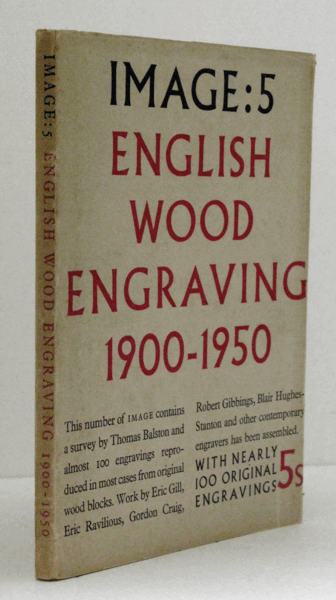 IMAGE: 5 ENGLISH WOOD ENGRAVING 1900-1950
IMAGE: 5
ENGLISH
WOOD
ENGRAVING
1900-1950
This number of IMAGE contains
a survey by Thomas Balston and
almost 100 engravings repro-
duced in most cases from original
wood blocks. Work by Eric Gill,
Eric Ravilious, Gordon Craig,
Robert Gibbings, Blair Hughes-
Stanton and other contemporary
engravers has been assembled.
WITH NEARLY
100 ORIGINAL
ENGRAVINGS
5s